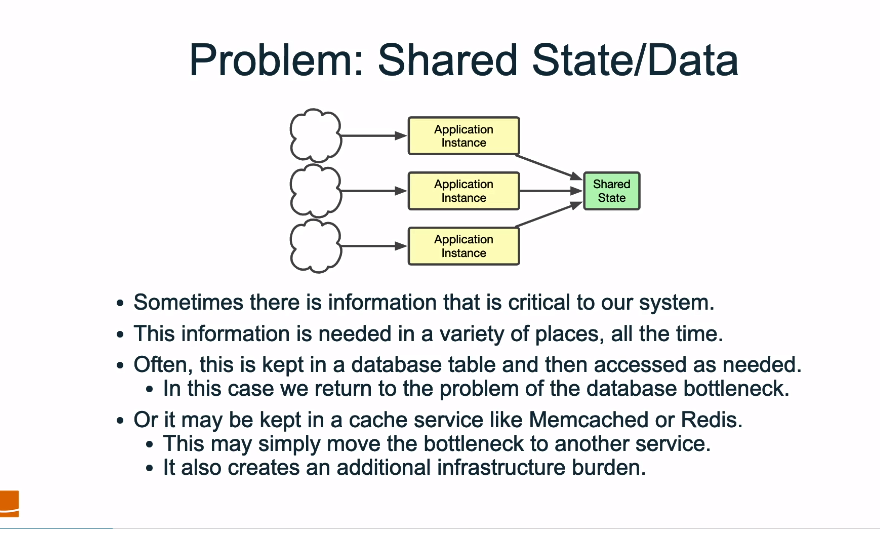 Problem: Shared State/Data
Application
Instance
Application
Instance
Shared
State
Application
Instance
• Sometimes there is information that is critical to our system.
• This information is needed in a variety of places, all the time.
• Often, this is kept in a database table and then accessed as needed.
• In this case we return to the problem of the database bottleneck.
• Or it may be kept in a cache service like Memcached or Redis.
• This may simply move the bottleneck to another service.
• It also creates an additional infrastructure burden.